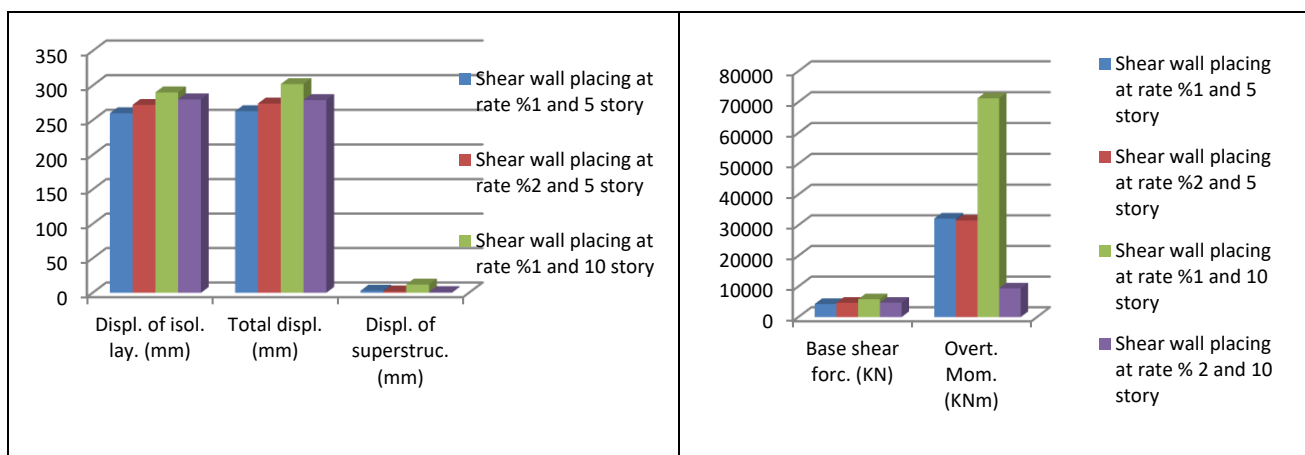 350
300
250
200
150
100
50
0
Displ. of isol.
lay. (mm)
Total displ.
(mm)
Displ. of
superstruc.
(mm)
Shear wall placing at
rate %1 and 5 story
Shear wall placing at
rate %2 and 5 story
Shear wall placing at
rate %1 and 10 story
80000
70000
60000
50000
40000
30000
20000
10000
0
Base shear
forc. (KN)
Overt.
Mom.
(KNm)
Shear wall placing
at rate %1 and 5
story
Shear wall placing
at rate %2 and 5
story
Shear wall placing
at rate %1 and 10
story
Shear wall placing
at rate % 2 and 10
story